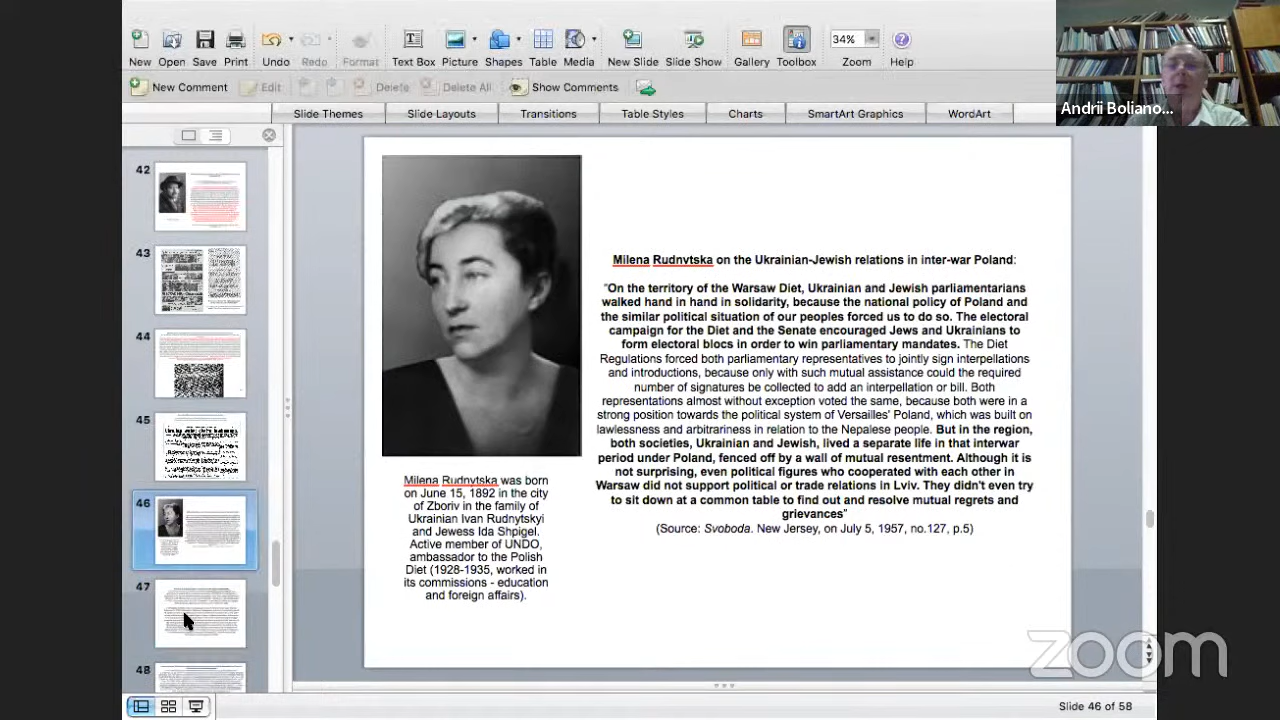 New Open Save Print Undo Redo Format Text Box Picture Shapes Table Media New Slide Slide Show Gallery Toolbox Zoom Help
34%
New Comment Edit Delete Delete All Show Comments
Slide Themes Slide Layouts Transitions Table Styles Charts SmartArt Graphics WordArt
Andrii Boliano...
42
43
44
45
46
47
48
Milena Rudnvtska on the Ukrainian-Jewish relations in inter-war Poland:
"On the territory of the Warsaw Diet, Ukrainian and Jewish parliamentarians
walked hand in hand in solidarity, because the national policy of Poland and
the similar political situation of our peoples forced us to do so. The electoral
campaign for the Diet and the Senate encouraged Jews and Ukrainians to
form electoral blocs in order to win parliamentary mandates. The Diet
Regulations forced both parliamentary representatives to jointly sign interpellations
and introductions, because only with such mutual assistance could the required
number of signatures be collected to add an interpellation or bill. Both
representations almost without exception voted the same, because both were in a
strong position towards the political system of Versailles' Poland, which was built on
lawlessness and arbitrariness in relation to the Nepalese people. But in the region,
both societies, Ukrainian and Jewish, lived a separate life in that interwar
period under Poland, fenced off by a wall of mutual resentment. Although it is
not surprising, even political figures who cooperated with each other in
Warsaw did not support political or trade relations in Lviv. They didn't even try
to sit down at a common table to find out and resolve mutual regrets and
grievances"
(Source: Svoboda. New Jersey, on July 5, 1957, no.127, p.5)
Milena Rudnytska was born
on June 15, 1892 in the city
of Zboriv in the family of
Ukrainian Ivan Rudnytskyi
and Jewess Ida Shpigel.
Active member of UNDO,
ambassador to the Polish
Diet (1928-1935, worked in
its commissions - education
and foreign affairs).
zoom
Slide 46 of 58